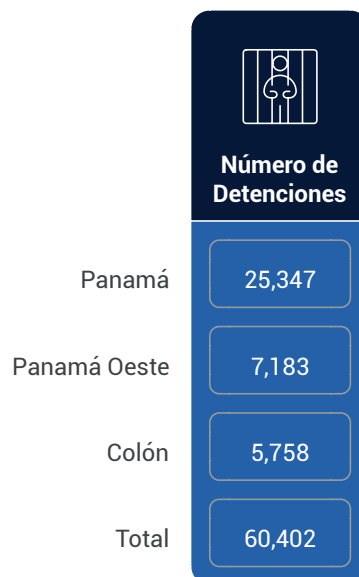 Número de
Detenciones
Panamá 25,347
Panamá Oeste 7,183
Colón 5,758
Total 60,402